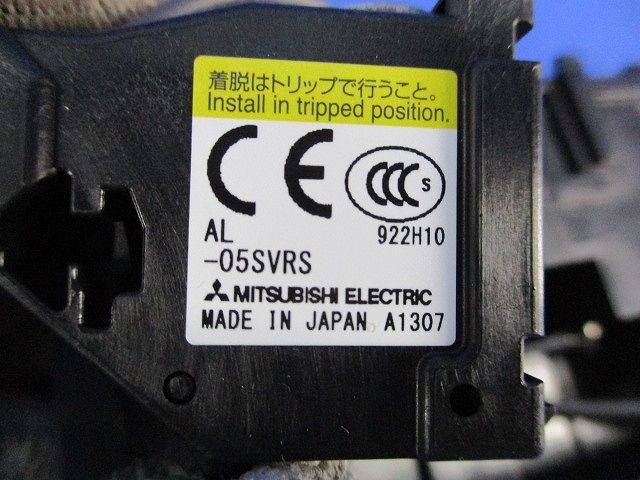 着脱はトリップで行うこと。
Install in tripped position.
CE CCC S
AL 922H10
-05SVRS
MITSUBISHI ELECTRIC
MADE IN JAPAN A1307